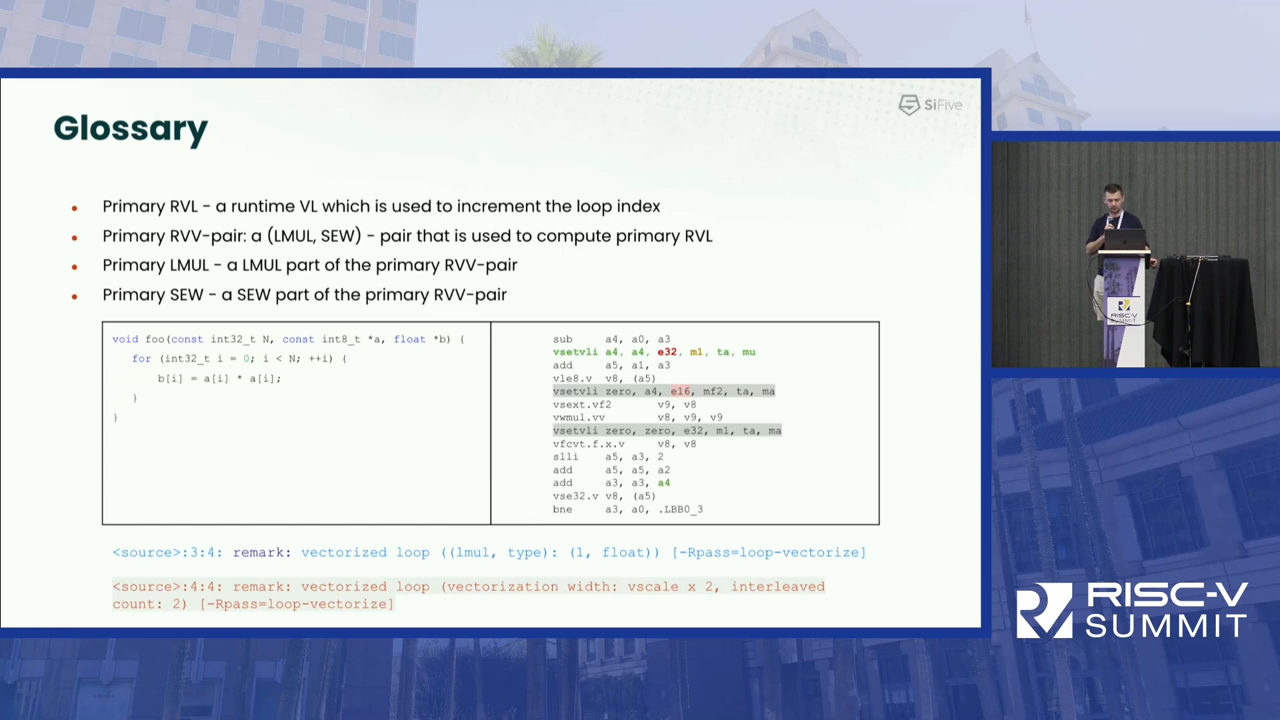 SiFive
Glossary
• Primary RVL - a runtime VL which is used to increment the loop index
• Primary RVV-pair: a (LMUL, SEW) - pair that is used to compute primary RVL
• Primary LMUL - a LMUL part of the primary RVV-pair
• Primary SEW - a SEW part of the primary RVV-pair
void foo(const int32_t N, const int8_t *a, float *b) {
for (int32_t i = 0; i < N; ++i) {
b[i] = a[i] * a[i];
}
}
sub a4, a0, a3
vsetvli a4, a4, e32, m1, ta, mu
add a5, a1, a3
vle8.v v8, (a5)
vsetvli zero, a4, e16, mf2, ta, ma
vsext.vf2 v9, v8
vwmul.vv v8, v9, v9
vsetvli zero, zero, e32, m1, ta, ma
vfcvt.f.x.v v8, v8
slli a5, a3, 2
add a5, a5, a2
add a3, a3, a4
vse32.v v8, (a5)
bne a3, a0, .LBB0_3
<source>:3:4: remark: vectorized loop ((lmul, type): (1, float)) [-Rpass=loop-vectorize]
<source>:4:4: remark: vectorized loop (vectorization width: vscale x 2, interleaved
count: 2) [-Rpass=loop-vectorize]
RISC-V
SUMMIT